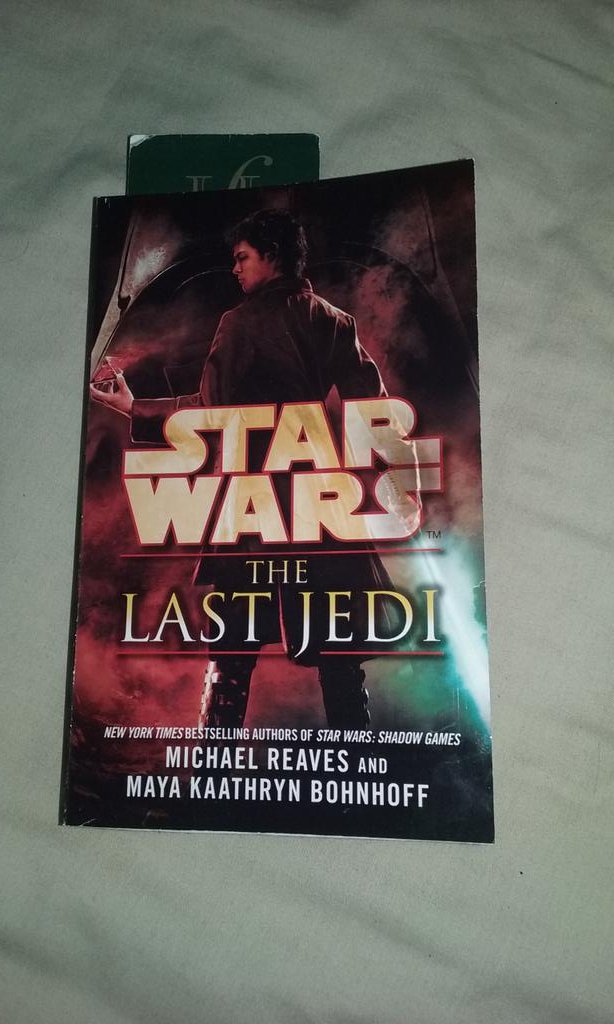 STAR
WARS
TM
THE
LAST JEDI
NEW YORK TIMES BESTSELLING AUTHORS OF STAR WARS: SHADOW GAMES
MICHAEL REAVES AND
MAYA KAATHRYN BOHNHOFF